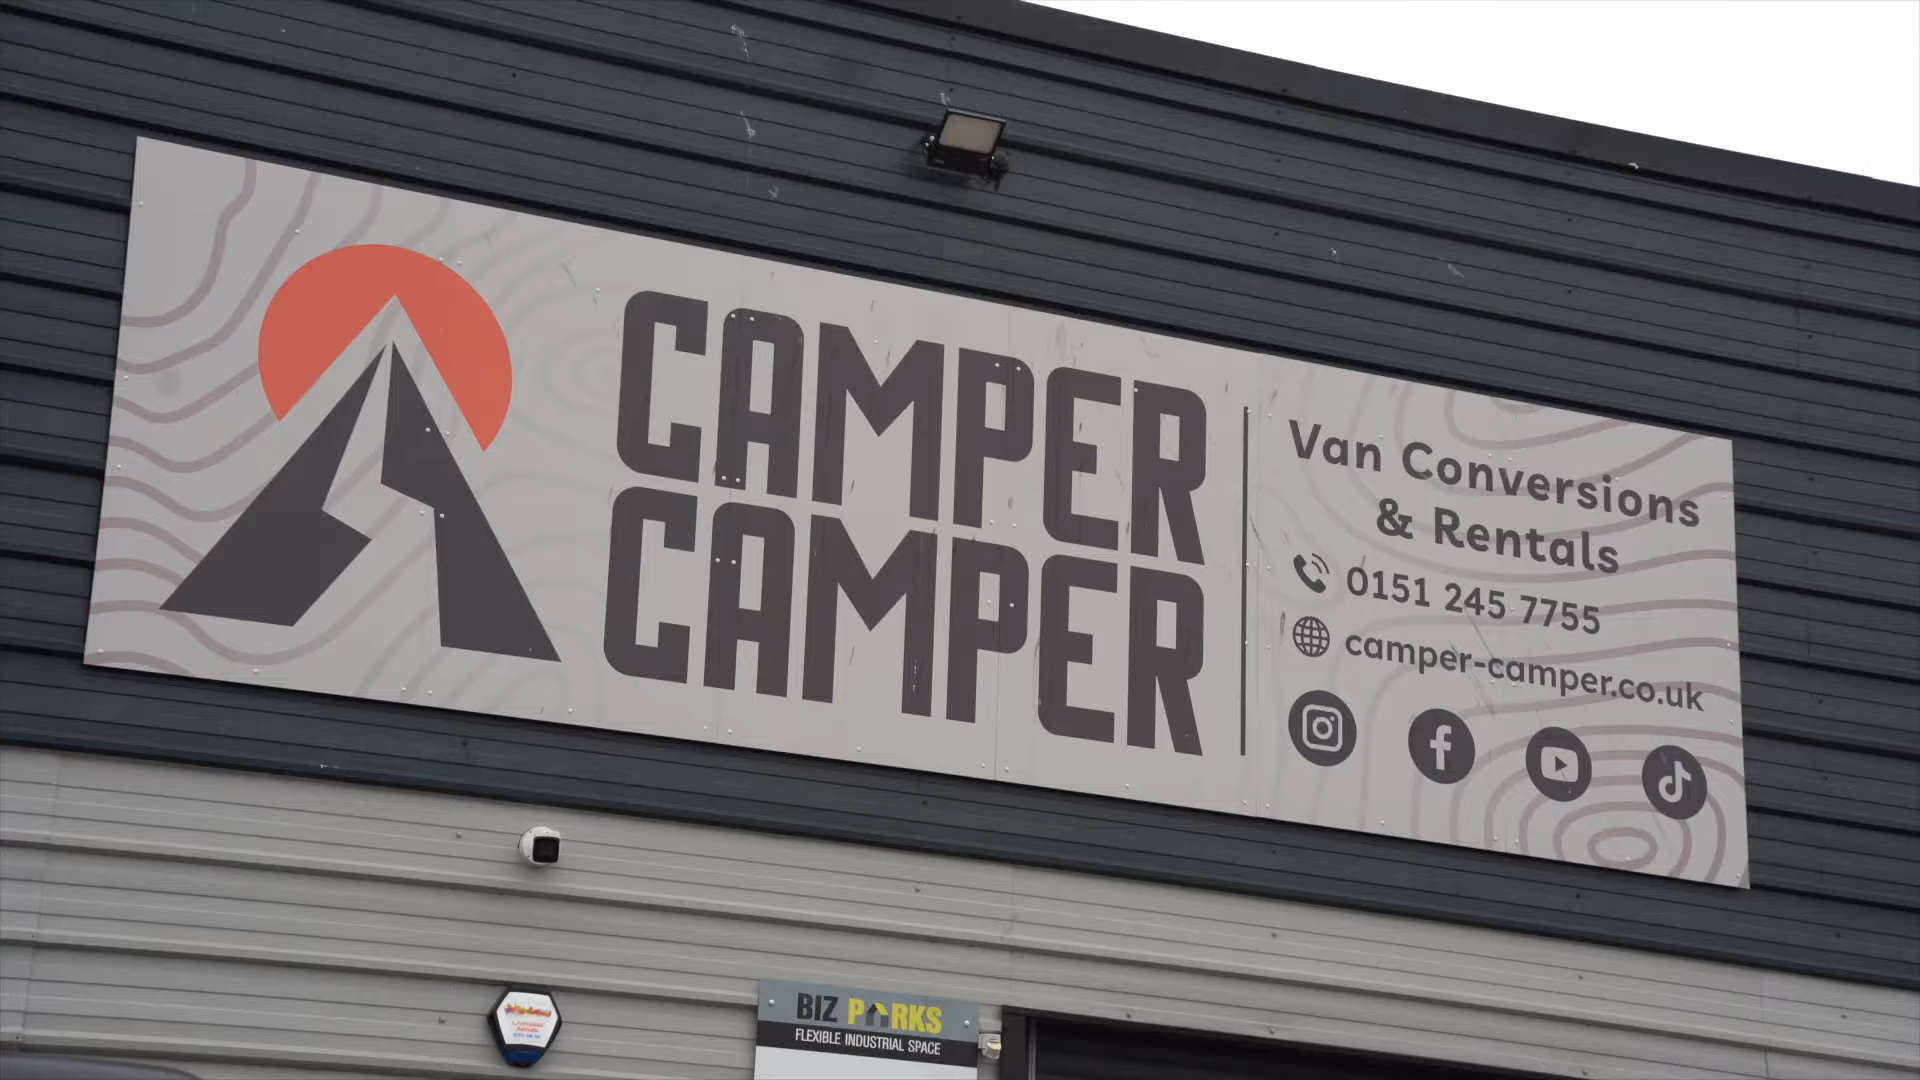 CAMPER
CAMPER
Van Conversions
& Rentals
0151 245 7755
camper-camper.co.uk
BIZ PARKS
FLEXIBLE INDUSTRIAL SPACE